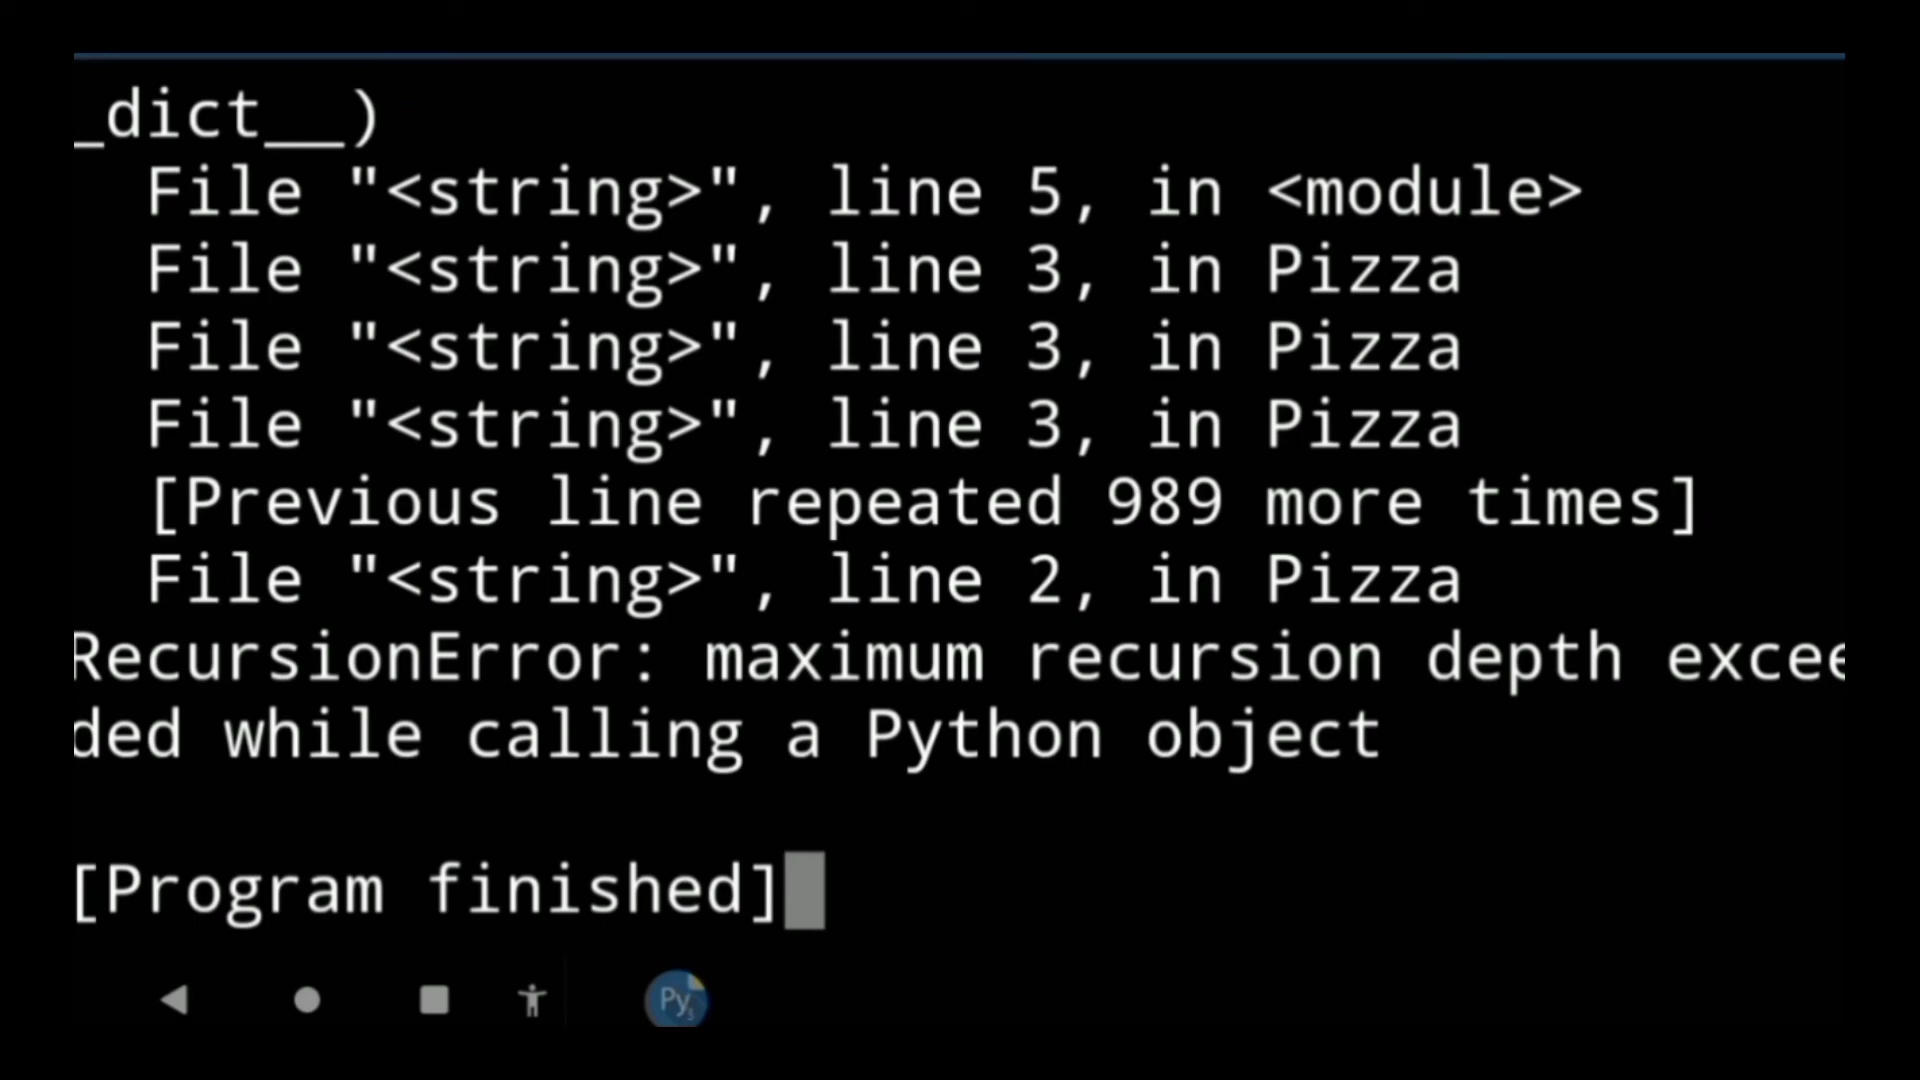 _dict__)
File "<string>", line 5, in <module>
File "<string>", line 3, in Pizza
File "<string>", line 3, in Pizza
File "<string>", line 3, in Pizza
[Previous line repeated 989 more times]
File "<string>", line 2, in Pizza
RecursionError: maximum recursion depth excee
ded while calling a Python object
[Program finished]
Py3